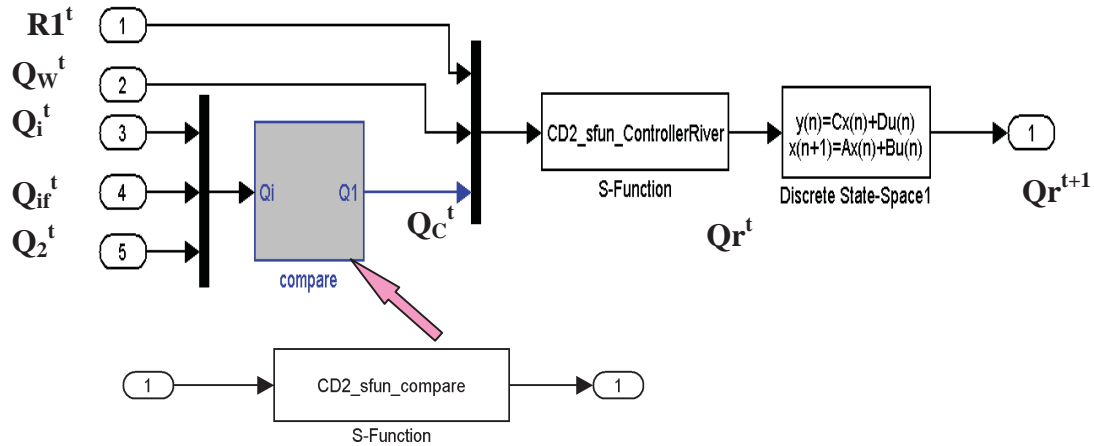 R1^t
1
Q_W^t
2
Q_i^t
3
Q_if^t
4
Q_2^t
5
Qi
Q1
compare
Q_C^t
CD2_sfun_ControllerRiver
S-Function
Qr^t
y(n)=Cx(n)+Du(n)
x(n+1)=Ax(n)+Bu(n)
Discrete State-Space1
1
Qr^t+1
1
CD2_sfun_compare
1
S-Function